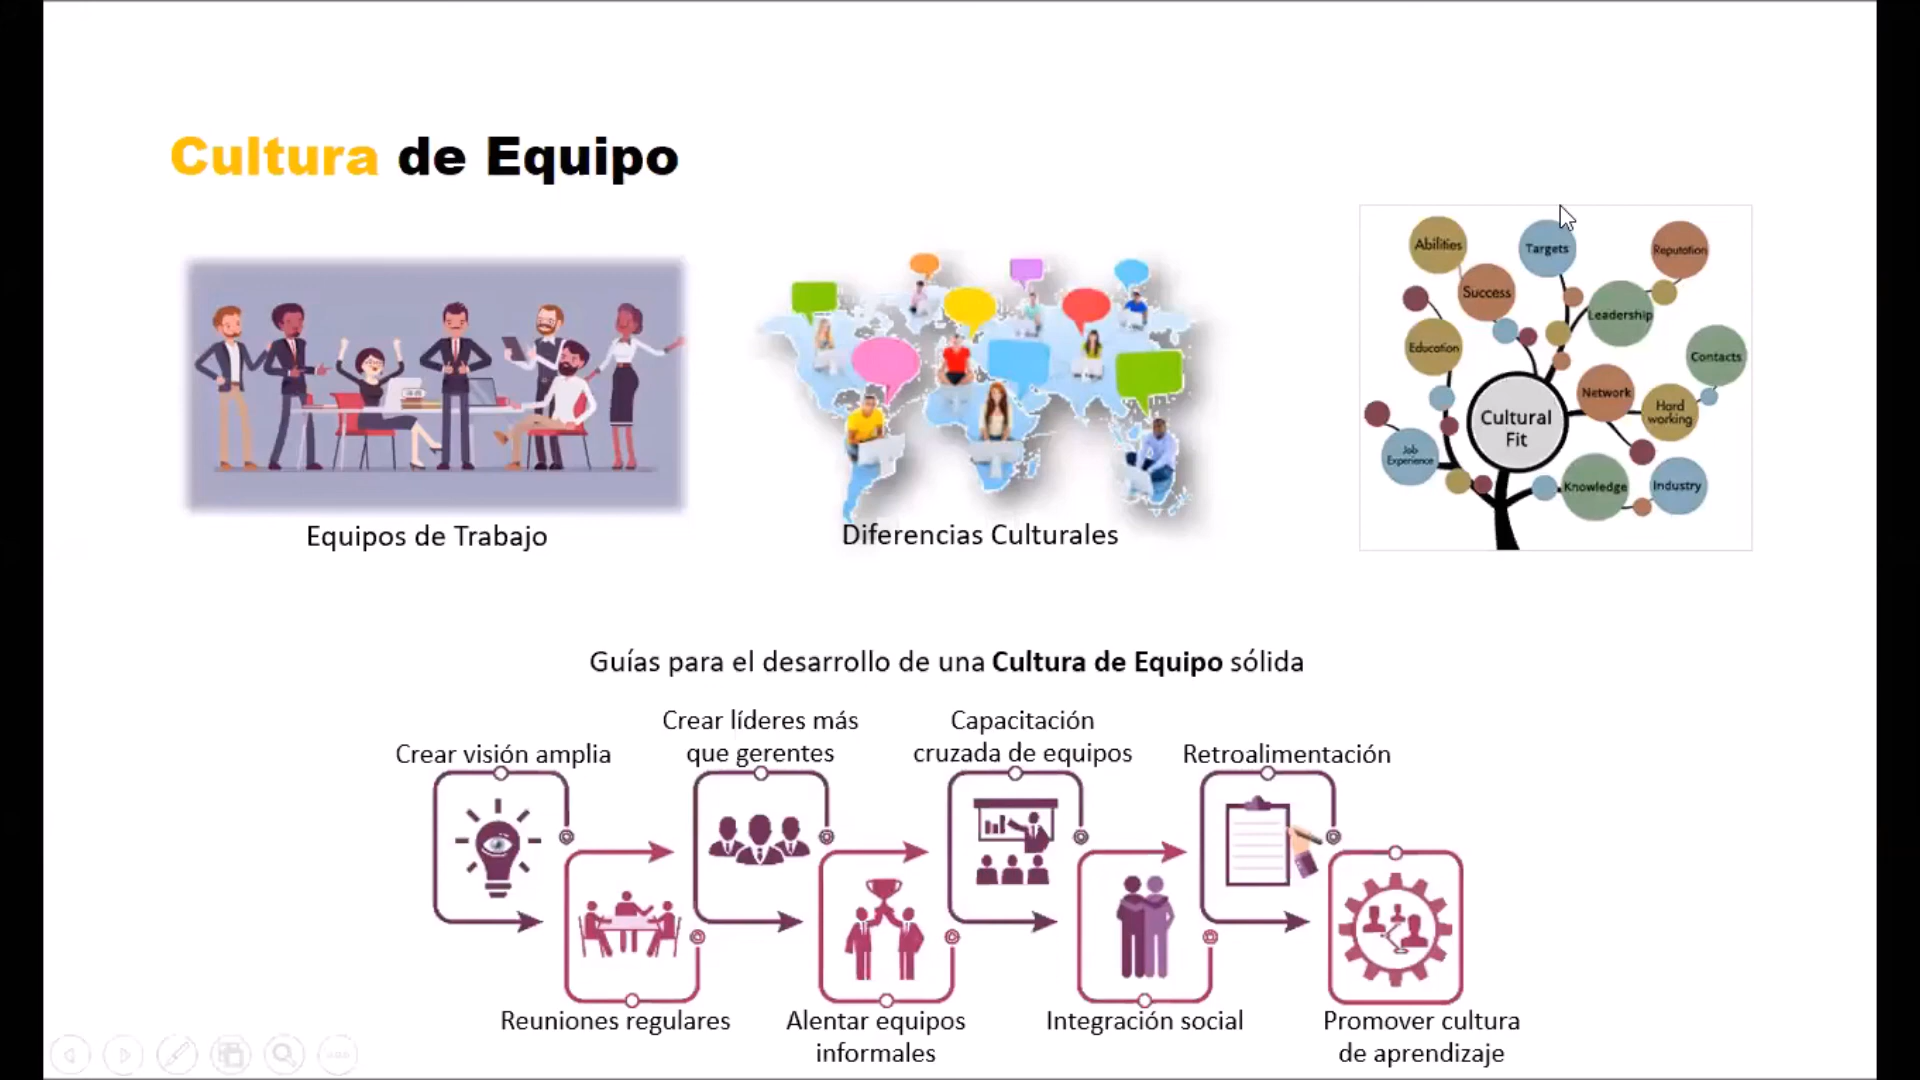 Cultura de Equipo
Equipos de Trabajo
Diferencias Culturales
Abilities
Targets
Reputation
Success
Leadership
Education
Contacts
Network
Hard
working
Cultural
Fit
Job
Experience
Knowledge
Industry
Guías para el desarrollo de una Cultura de Equipo sólida
Crear visión amplia
Crear líderes más
que gerentes
Capacitación
cruzada de equipos
Retroalimentación
Reuniones regulares
Alentar equipos
informales
Integración social
Promover cultura
de aprendizaje